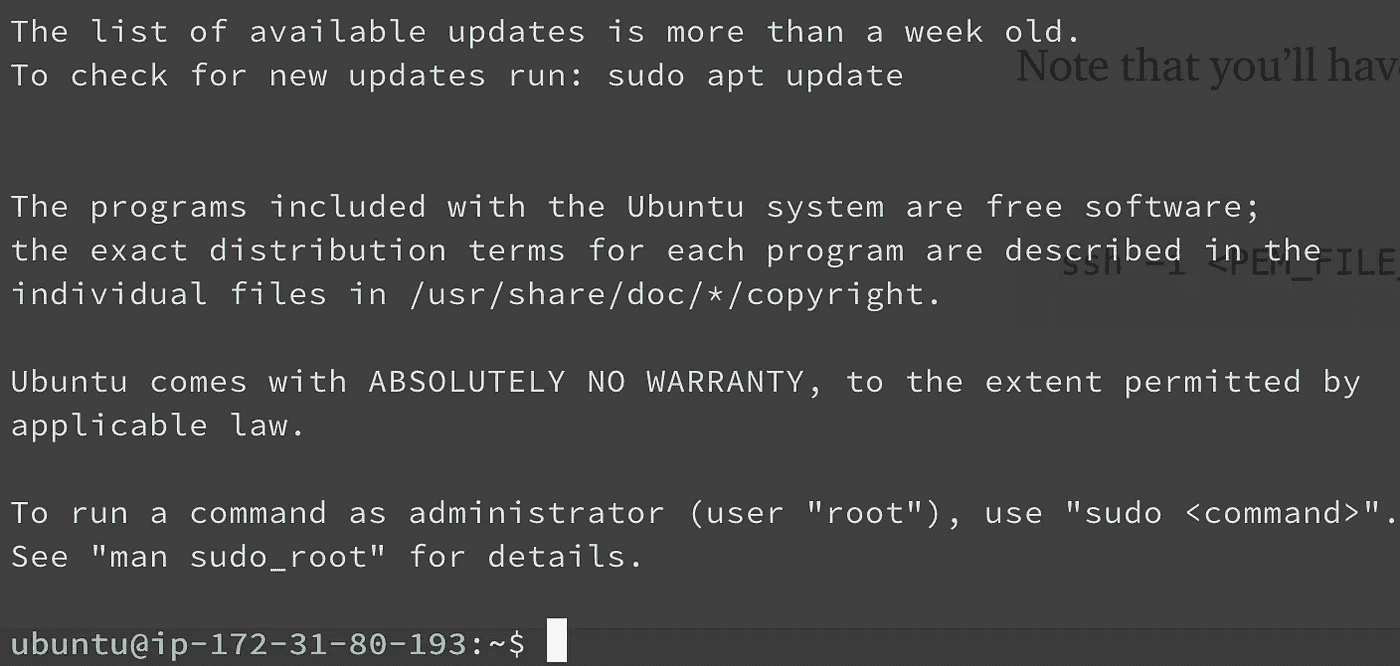 The list of available updates is more than a week old.
Note that you'll hav
To check for new updates run: sudo apt update
The programs included with the Ubuntu system are free software;
the exact distribution terms for each program are described in the
ssh -i <PEM_FILE
individual files in /usr/share/doc/*/copyright.
Ubuntu comes with ABSOLUTELY NO WARRANTY, to the extent permitted by
applicable law.
To run a command as administrator (user "root"), use "sudo <command>".
See "man sudo_root" for details.
ubuntu@ip-172-31-80-193:~$